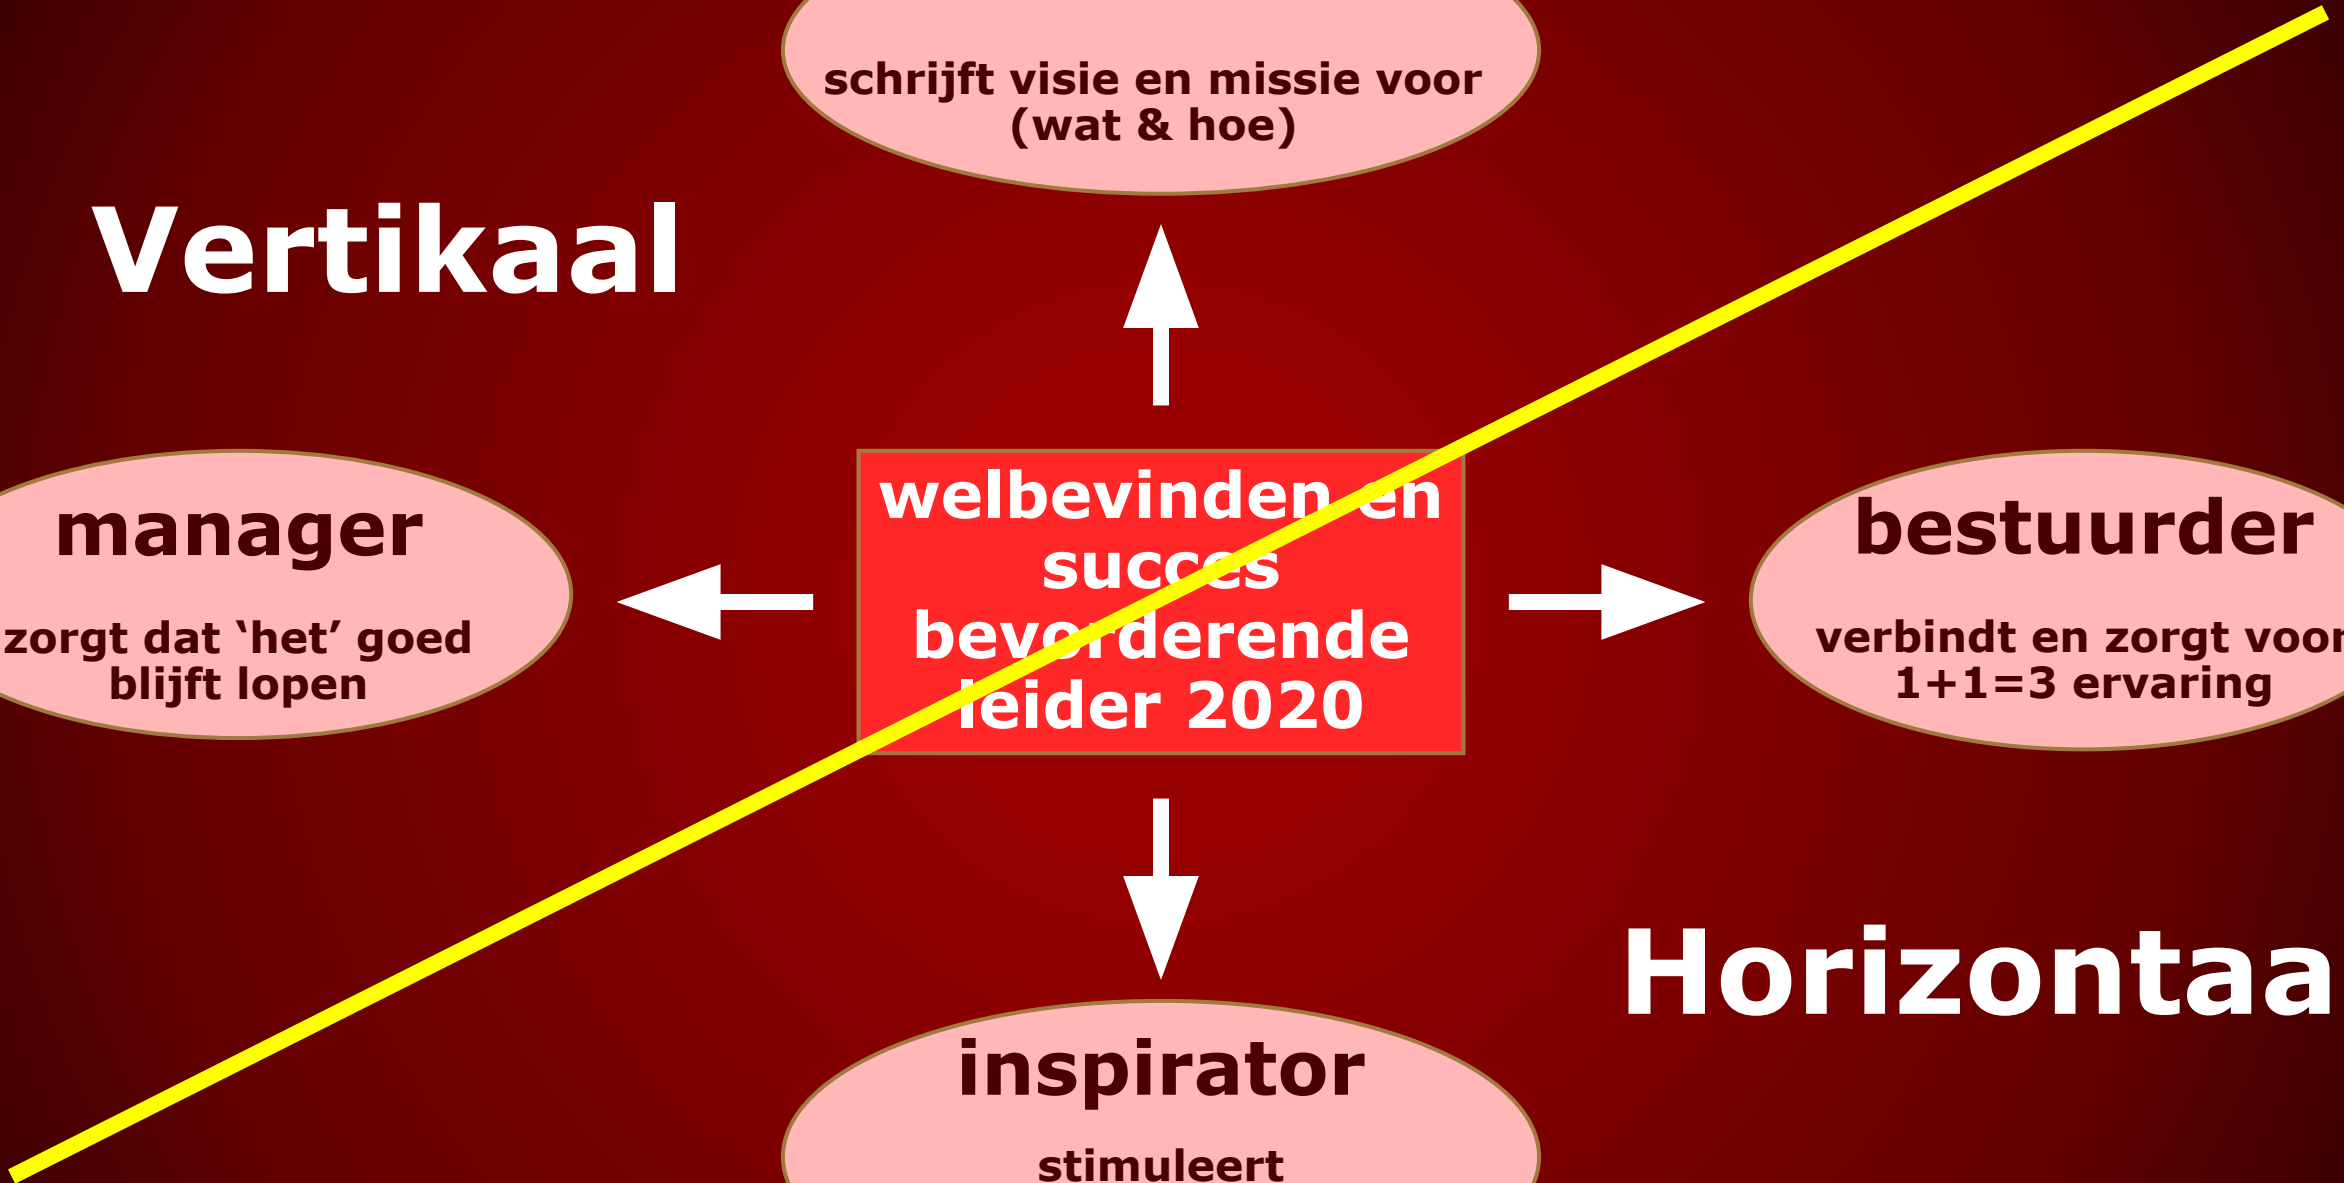 schrijft visie en missie voor
(wat & hoe)
Vertikaal
manager
zorgt dat ‘het’ goed
blijft lopen
welbevinden en
succes
bevorderende
leider 2020
bestuurder
verbindt en zorgt voor
1+1=3 ervaring
Horizontaa
inspirator
stimuleert